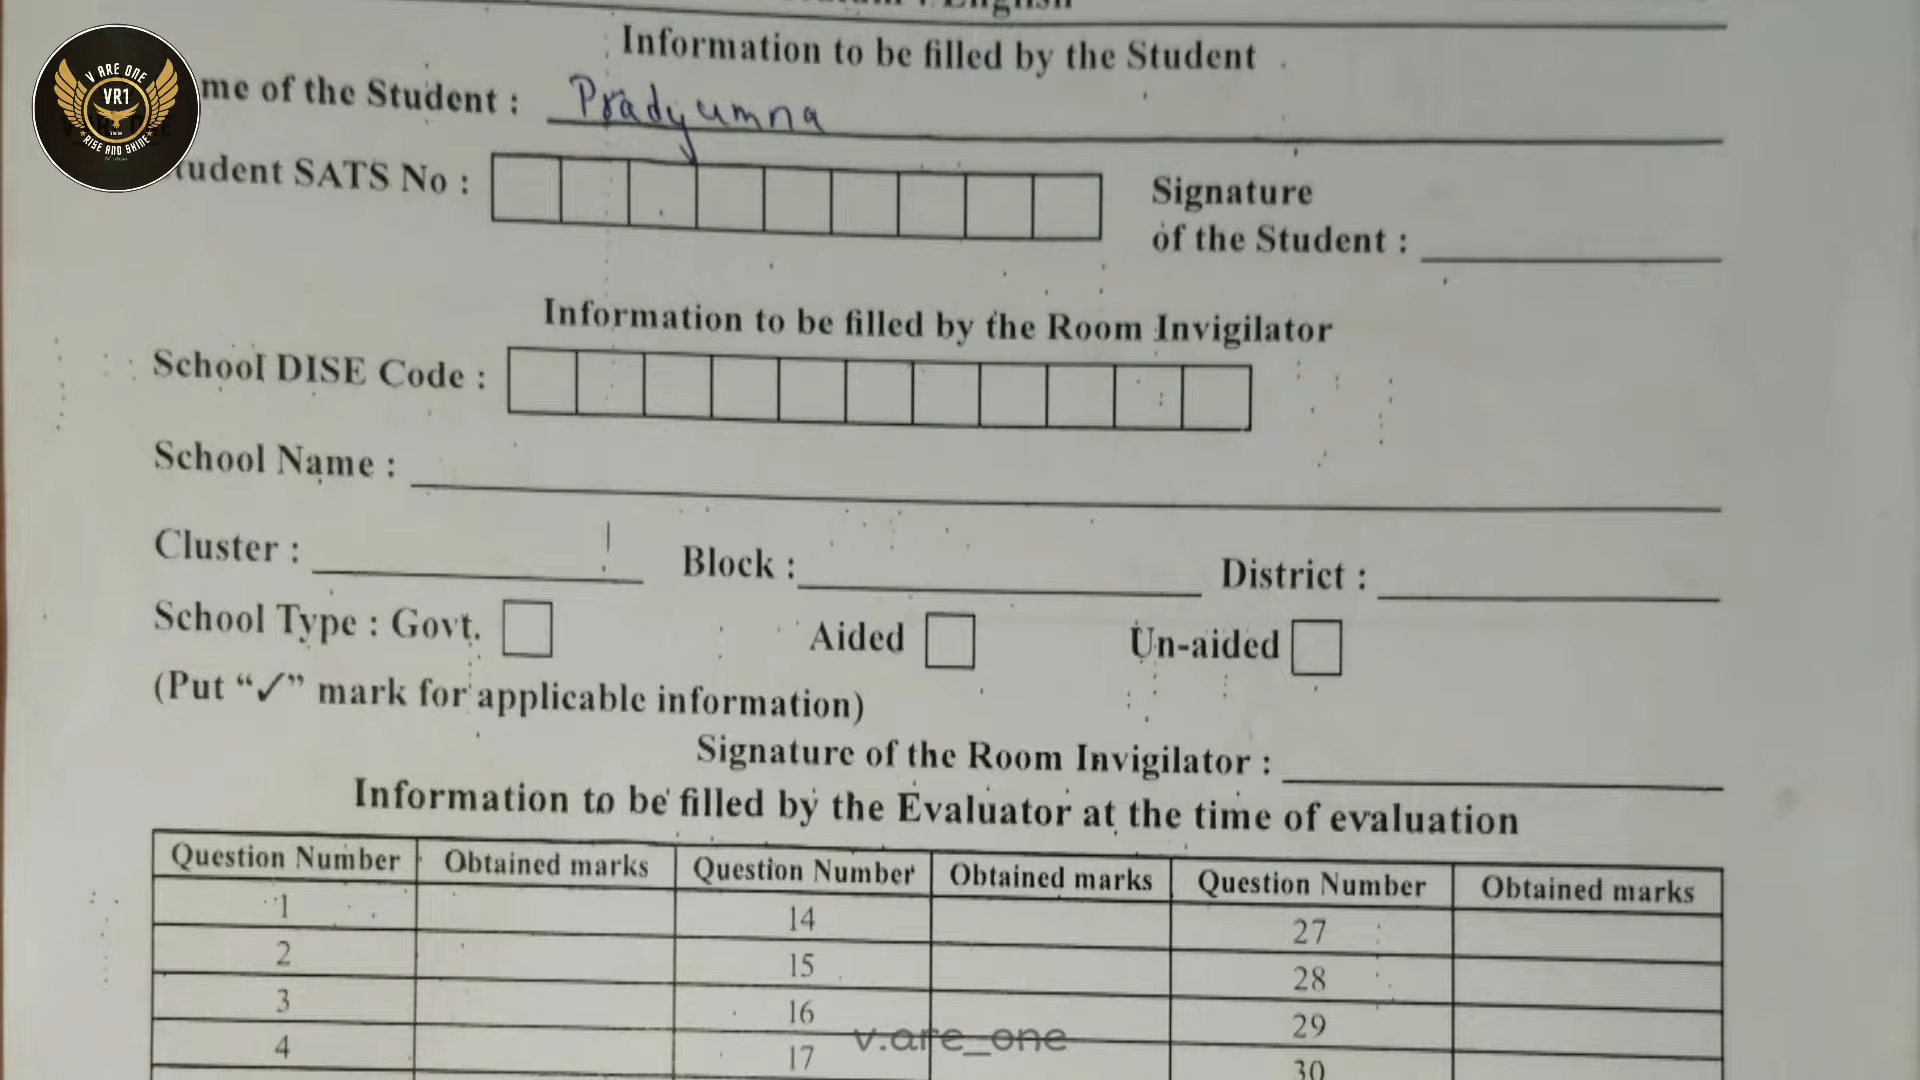 English
Information to be filled by the Student
V ARE ONE
VR1
RISE AND SHINE
me of the Student : Pradyumna
tudent SATS No :
Signature
of the Student :
Information to be filled by the Room Invigilator
School DISE Code :
School Name :
Cluster : Block : District :
School Type : Govt. Aided Un-aided
(Put “✓” mark for applicable information)
Signature of the Room Invigilator :
Information to be filled by the Evaluator at the time of evaluation
Question Number Obtained marks Question Number Obtained marks Question Number Obtained marks
1 14 27
2 15 28
3 16 29
4 17 30
v.are_one